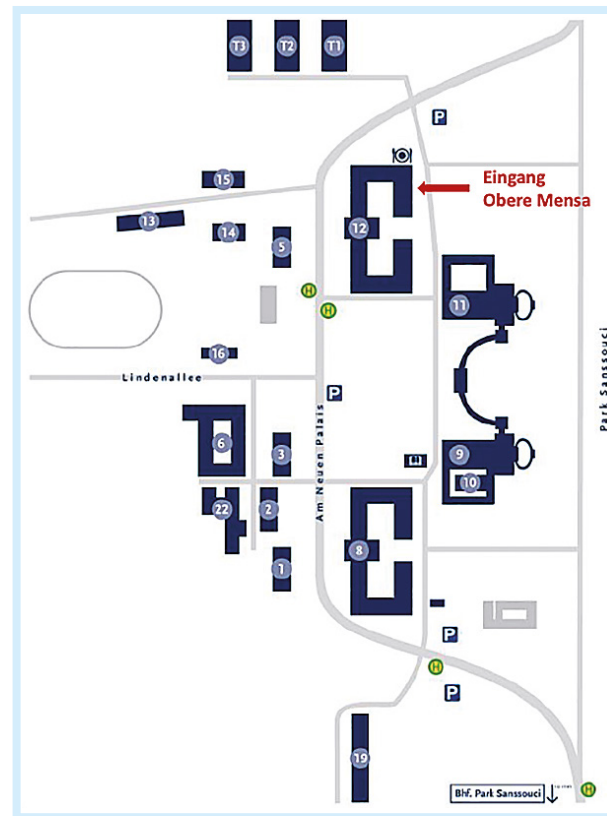 T3
T2
T1
P
Eingang
Obere Mensa
15
13
14
5
12
11
H
H
16
Lindenallee
P
Am Neuen Palais
Park Sanssouci
6
3
9
10
22
2
8
1
P
H
P
19
Bhf. Park Sanssouci
H